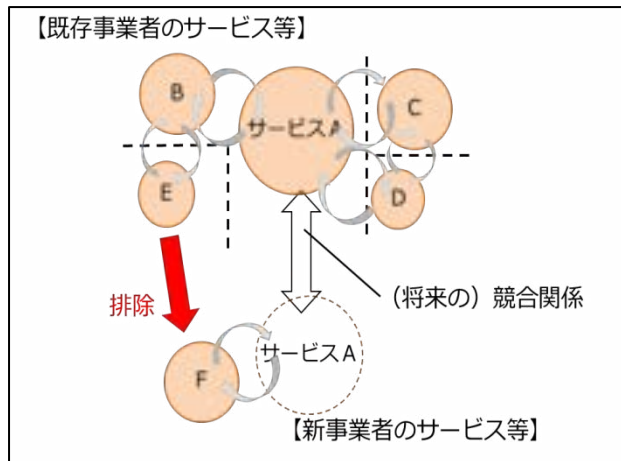 【既存事業者のサービス等】
B
サービスA
C
E
D
排除
(将来の)競合関係
サービスA
F
【新事業者のサービス等】